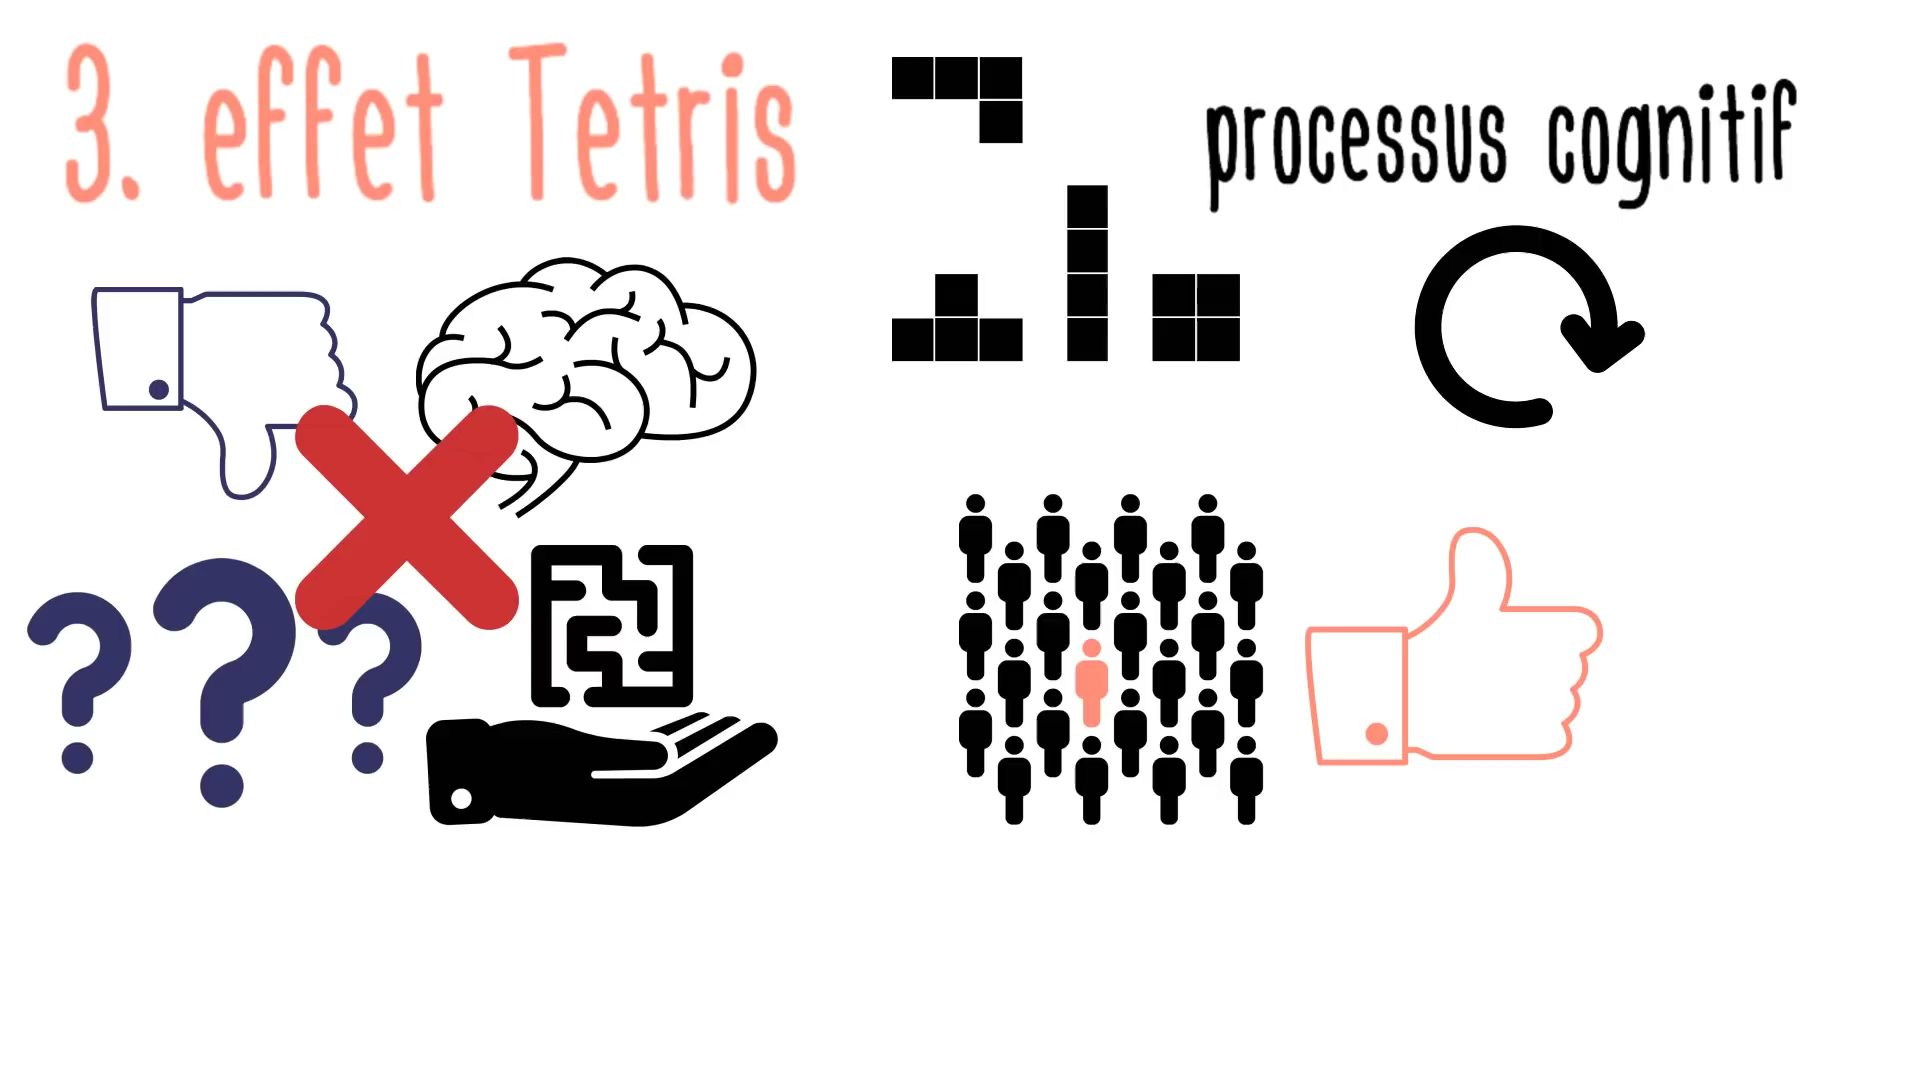 3. effet Tetris
processus cognitif
???